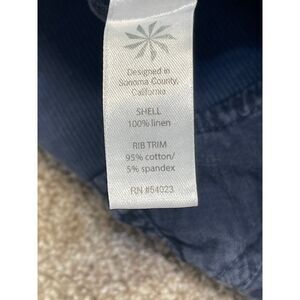 Designed in
Sonoma County,
California
SHELL
100% linen
RIB TRIM
95% cotton/
5% spandex
RN #54023